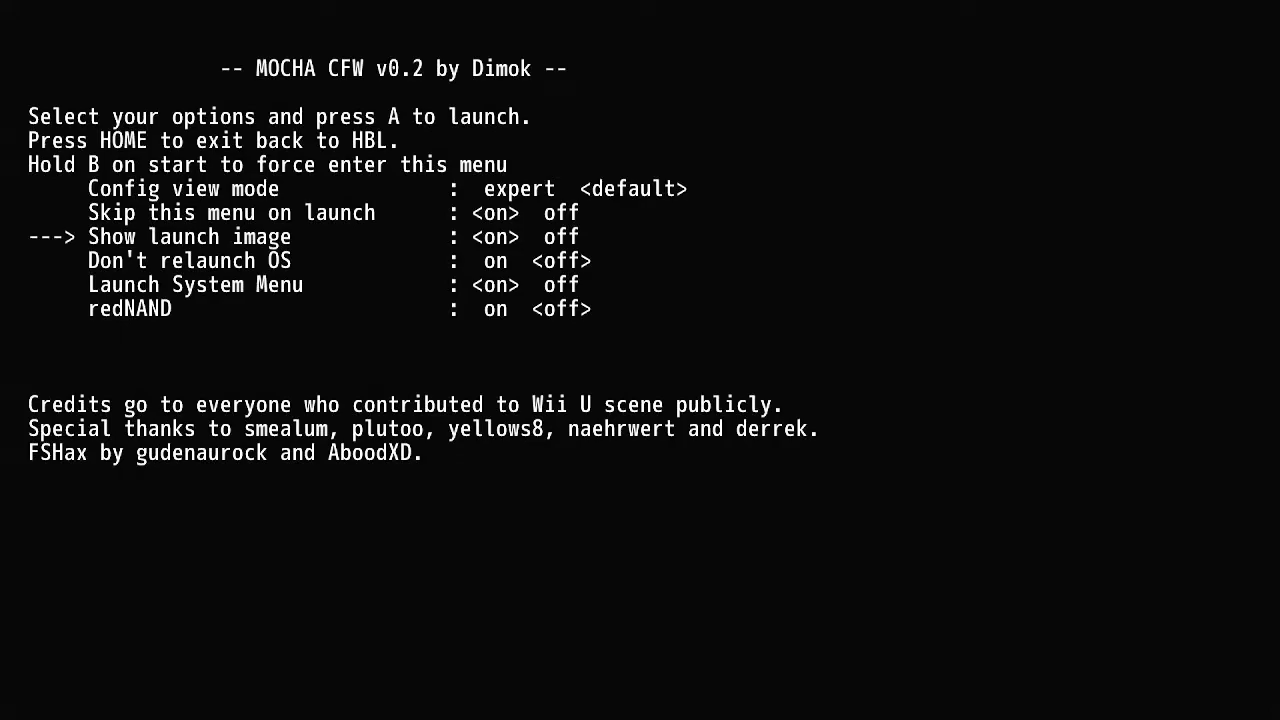 -- MOCHA CFW v0.2 by Dimok --
Select your options and press A to launch.
Press HOME to exit back to HBL.
Hold B on start to force enter this menu
Config view mode : expert <default>
Skip this menu on launch : <on> off
---> Show launch image : <on> off
Don't relaunch OS : on <off>
Launch System Menu : <on> off
redNAND : on <off>
Credits go to everyone who contributed to Wii U scene publicly.
Special thanks to smealum, plutoo, yellows8, naehrwert and derrek.
FSHax by gudenaurock and AboodXD.